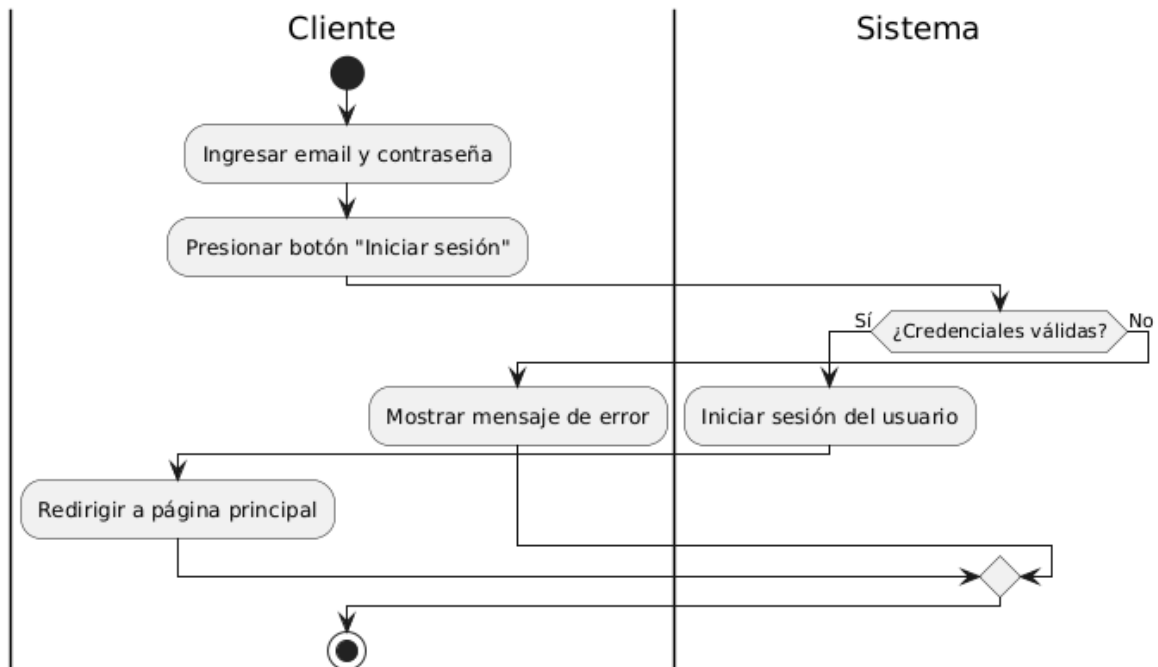 Cliente
Sistema
Ingresar email y contraseña
Presionar botón "Iniciar sesión"
Sí
¿Credenciales válidas?
No
Mostrar mensaje de error
Iniciar sesión del usuario
Redirigir a página principal